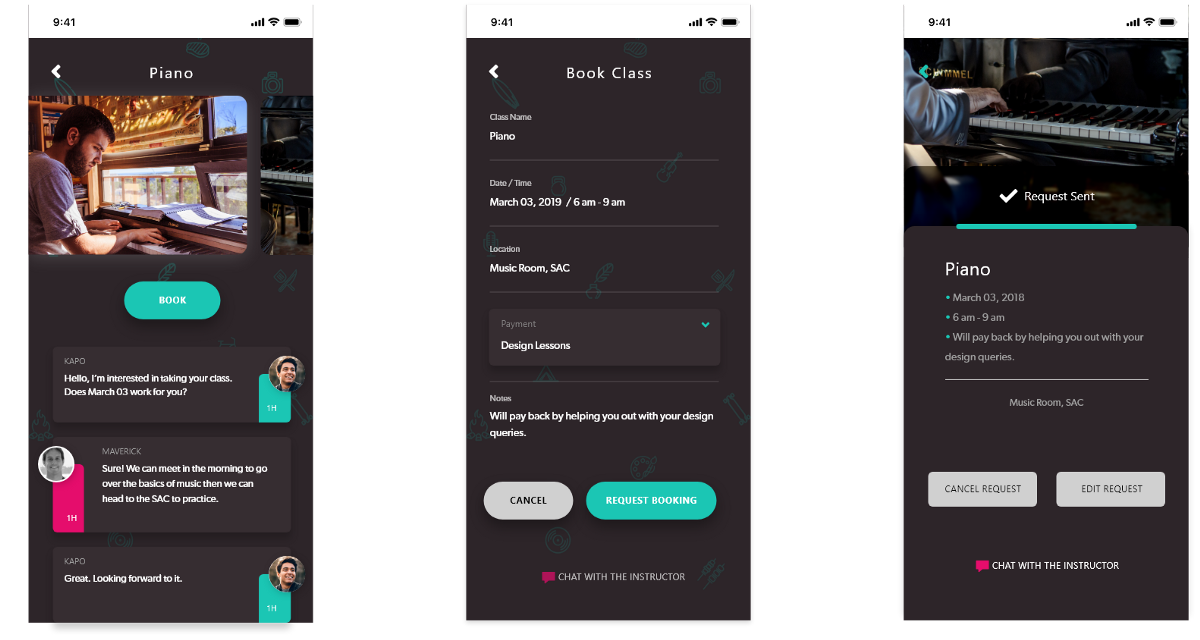 9:41
Piano
BOOK
KAPO
Hello, I'm interested in taking your class.
Does March 03 work for you?
1H
MAVERICK
Sure! We can meet in the morning to go
over the basics of music then we can
head to the SAC to practice.
1H
KAPO
Great. Looking forward to it.
1H
9:41
Book Class
Class Name
Piano
Date / Time
March 03, 2019 / 6 am - 9 am
Location
Music Room, SAC
Payment
Design Lessons
Notes
Will pay back by helping you out with your design
queries.
CANCEL
REQUEST BOOKING
CHAT WITH THE INSTRUCTOR
9:41
Request Sent
Piano
• March 03, 2018
• 6 am - 9 am
• Will pay back by helping you out with your
design queries.
Music Room, SAC
CANCEL REQUEST
EDIT REQUEST
CHAT WITH THE INSTRUCTOR